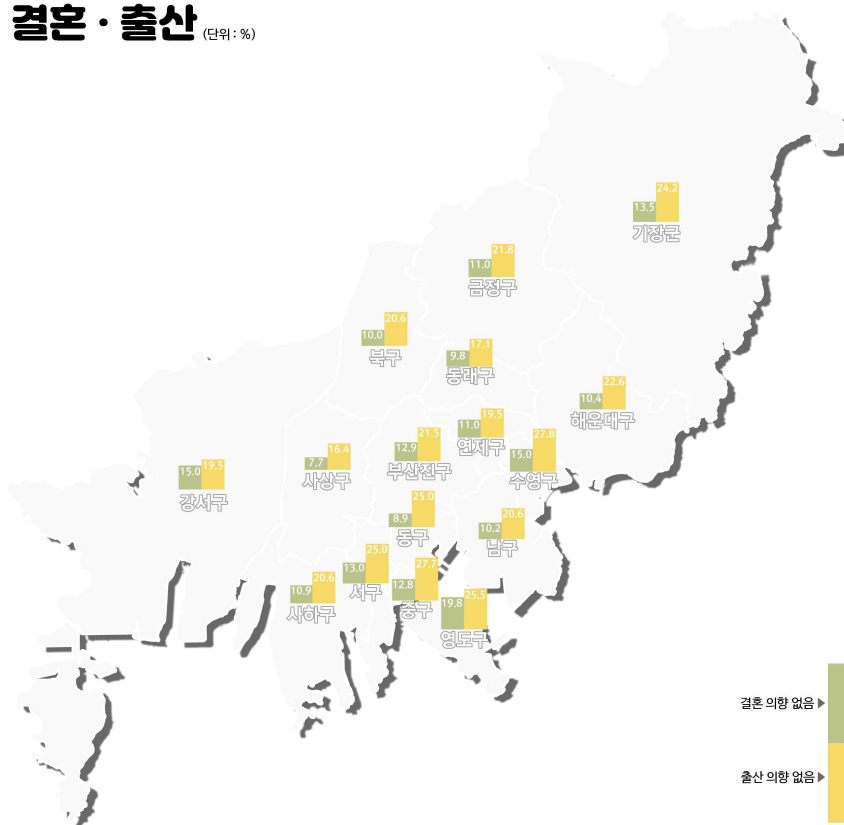 결혼 · 출산 (단위 : %)
13.5 24.2
기장군
11.0 21.8
금정구
10.0 20.6
북구
9.8 17.1
동래구
10.4 22.6
해운대구
11.0 19.5
연제구
12.9 21.5
부산진구
15.0 27.8
수영구
7.7 16.4
사상구
15.0 19.5
강서구
8.9 25.0
동구
10.2 20.6
남구
13.0 25.0
서구
12.8 27.7
중구
10.9 20.6
사하구
19.8 25.5
영도구
결혼 의향 없음
출산 의향 없음